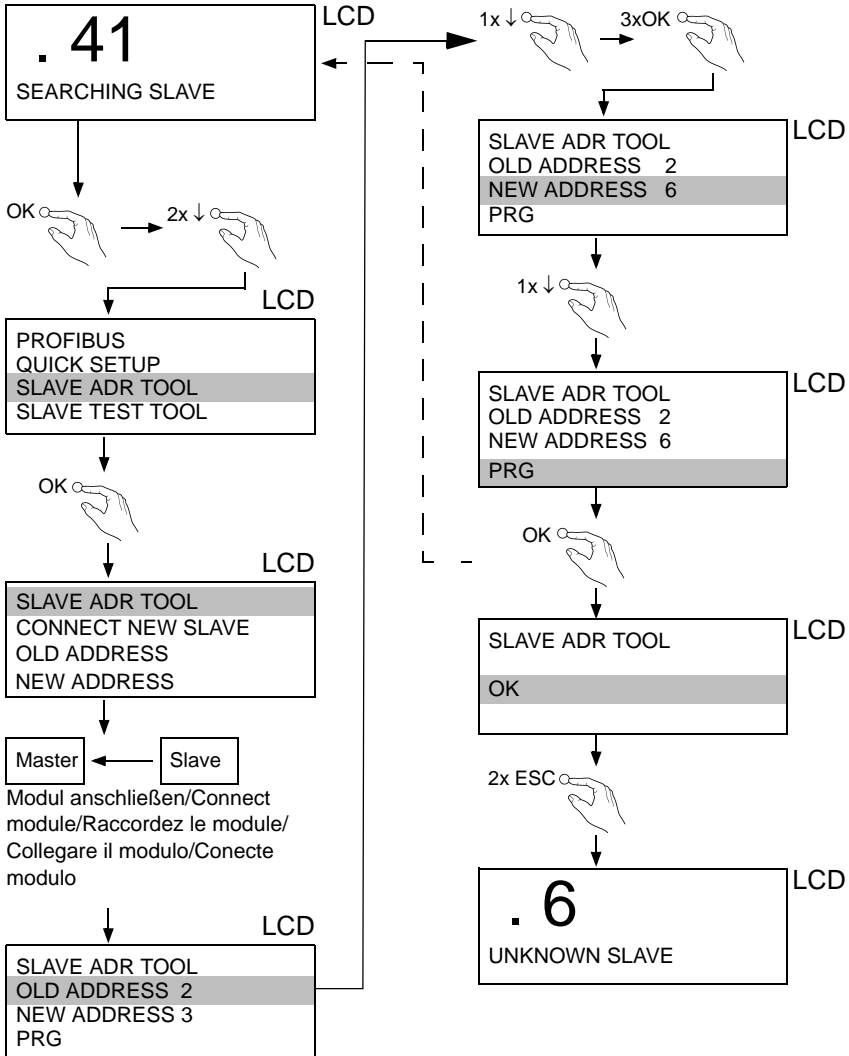 . 41
LCD
SEARCHING SLAVE
OK
2x ↓
LCD
PROFIBUS
QUICK SETUP
SLAVE ADR TOOL
SLAVE TEST TOOL
OK
LCD
SLAVE ADR TOOL
CONNECT NEW SLAVE
OLD ADDRESS
NEW ADDRESS
Master
Slave
Modul anschließen/Connect
module/Raccordez le module/
Collegare il modulo/Conecte
modulo
LCD
SLAVE ADR TOOL
OLD ADDRESS 2
NEW ADDRESS 3
PRG
1x ↓
3xOK
LCD
SLAVE ADR TOOL
OLD ADDRESS 2
NEW ADDRESS 6
PRG
1x ↓
LCD
SLAVE ADR TOOL
OLD ADDRESS 2
NEW ADDRESS 6
PRG
OK
LCD
SLAVE ADR TOOL
OK
2x ESC
LCD
. 6
UNKNOWN SLAVE